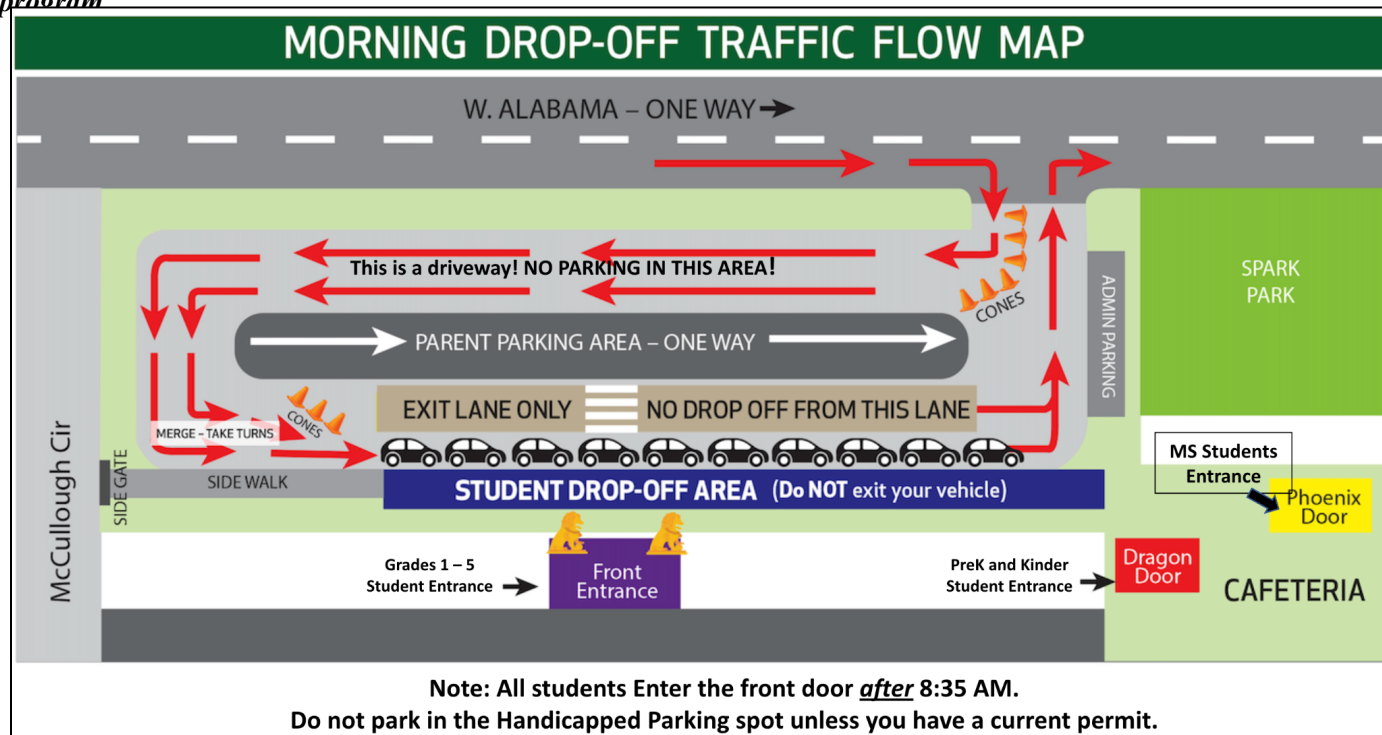 program
MORNING DROP-OFF TRAFFIC FLOW MAP
W. ALABAMA – ONE WAY
This is a driveway! NO PARKING IN THIS AREA!
CONES
PARENT PARKING AREA – ONE WAY
ADMIN PARKING
SPARK
PARK
CONES
EXIT LANE ONLY
NO DROP OFF FROM THIS LANE
MERGE – TAKE TURNS
McCullough Cir
SIDE GATE
SIDE WALK
STUDENT DROP-OFF AREA (Do NOT exit your vehicle)
MS Students
Entrance
Phoenix
Door
Grades 1 – 5
Student Entrance
Front
Entrance
PreK and Kinder
Student Entrance
Dragon
Door
CAFETERIA
Note: All students Enter the front door after 8:35 AM.
Do not park in the Handicapped Parking spot unless you have a current permit.